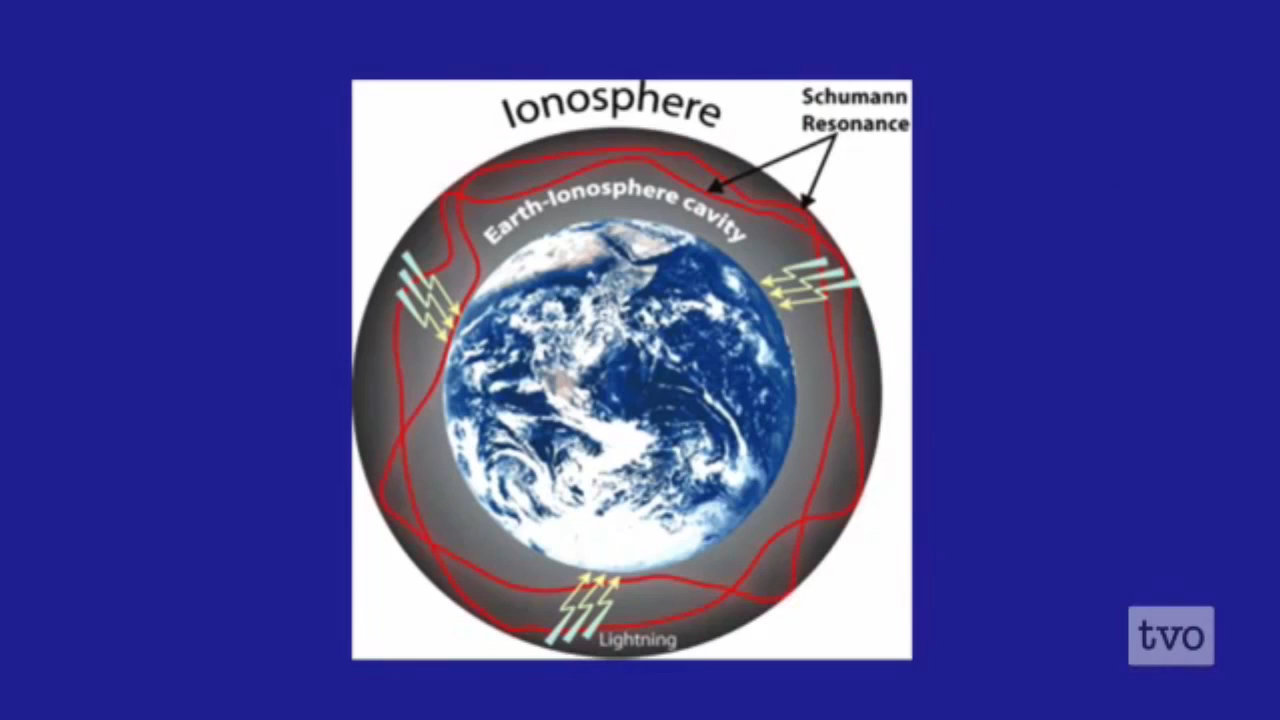 Ionosphere
Schumann
Resonance
Earth-Ionosphere cavity
Lightning
tvo